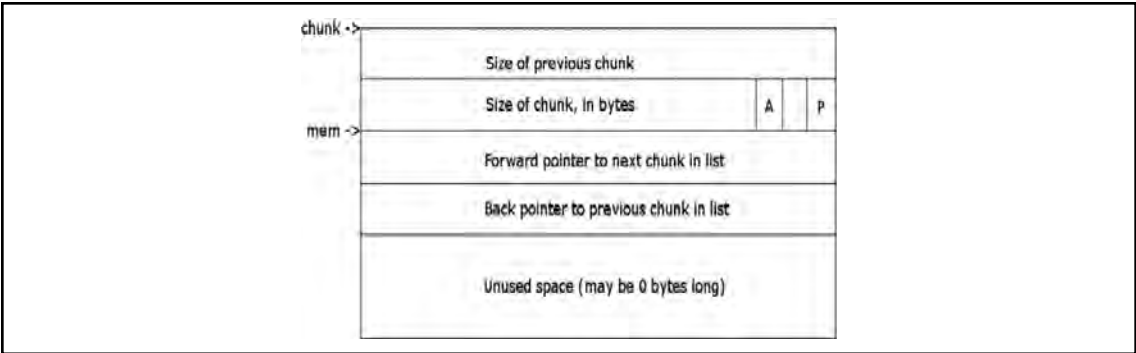 chunk ->
Size of previous chunk
Size of chunk, in bytes A P
mem ->
Forward pointer to next chunk in list
Back pointer to previous chunk in list
Unused space (may be 0 bytes long)